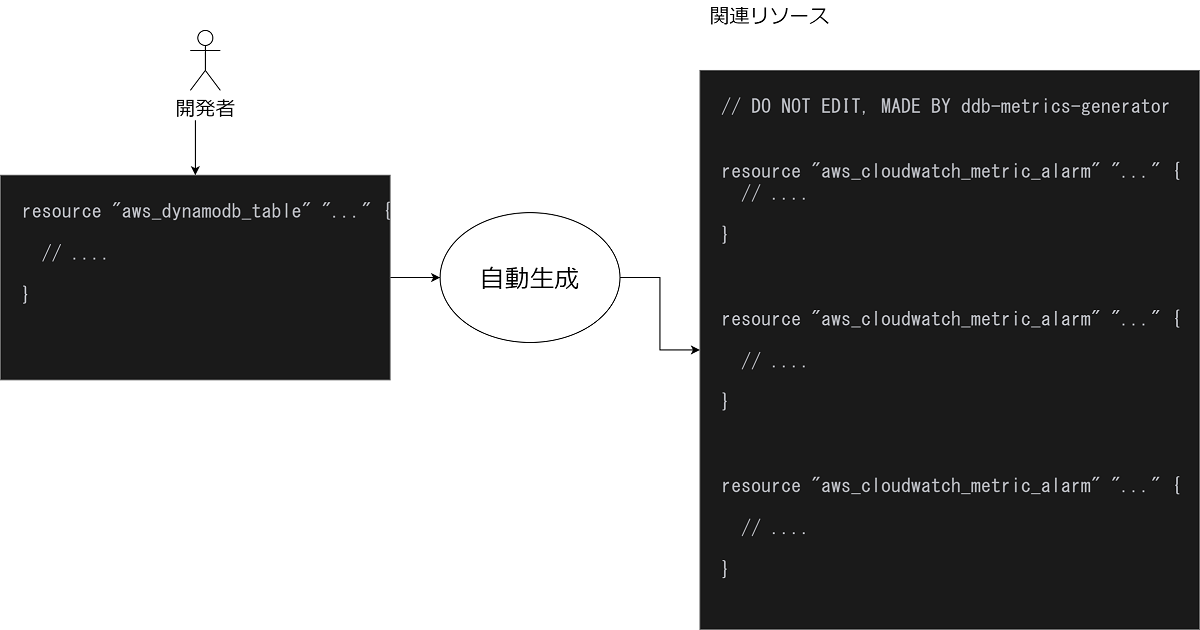 関連リソース
開発者
resource "aws_dynamodb_table" "..." {
// ....
}
自動生成
// DO NOT EDIT, MADE BY ddb-metrics-generator
resource "aws_cloudwatch_metric_alarm" "..." {
// ....
}
resource "aws_cloudwatch_metric_alarm" "..." {
// ....
}
resource "aws_cloudwatch_metric_alarm" "..." {
// ....
}